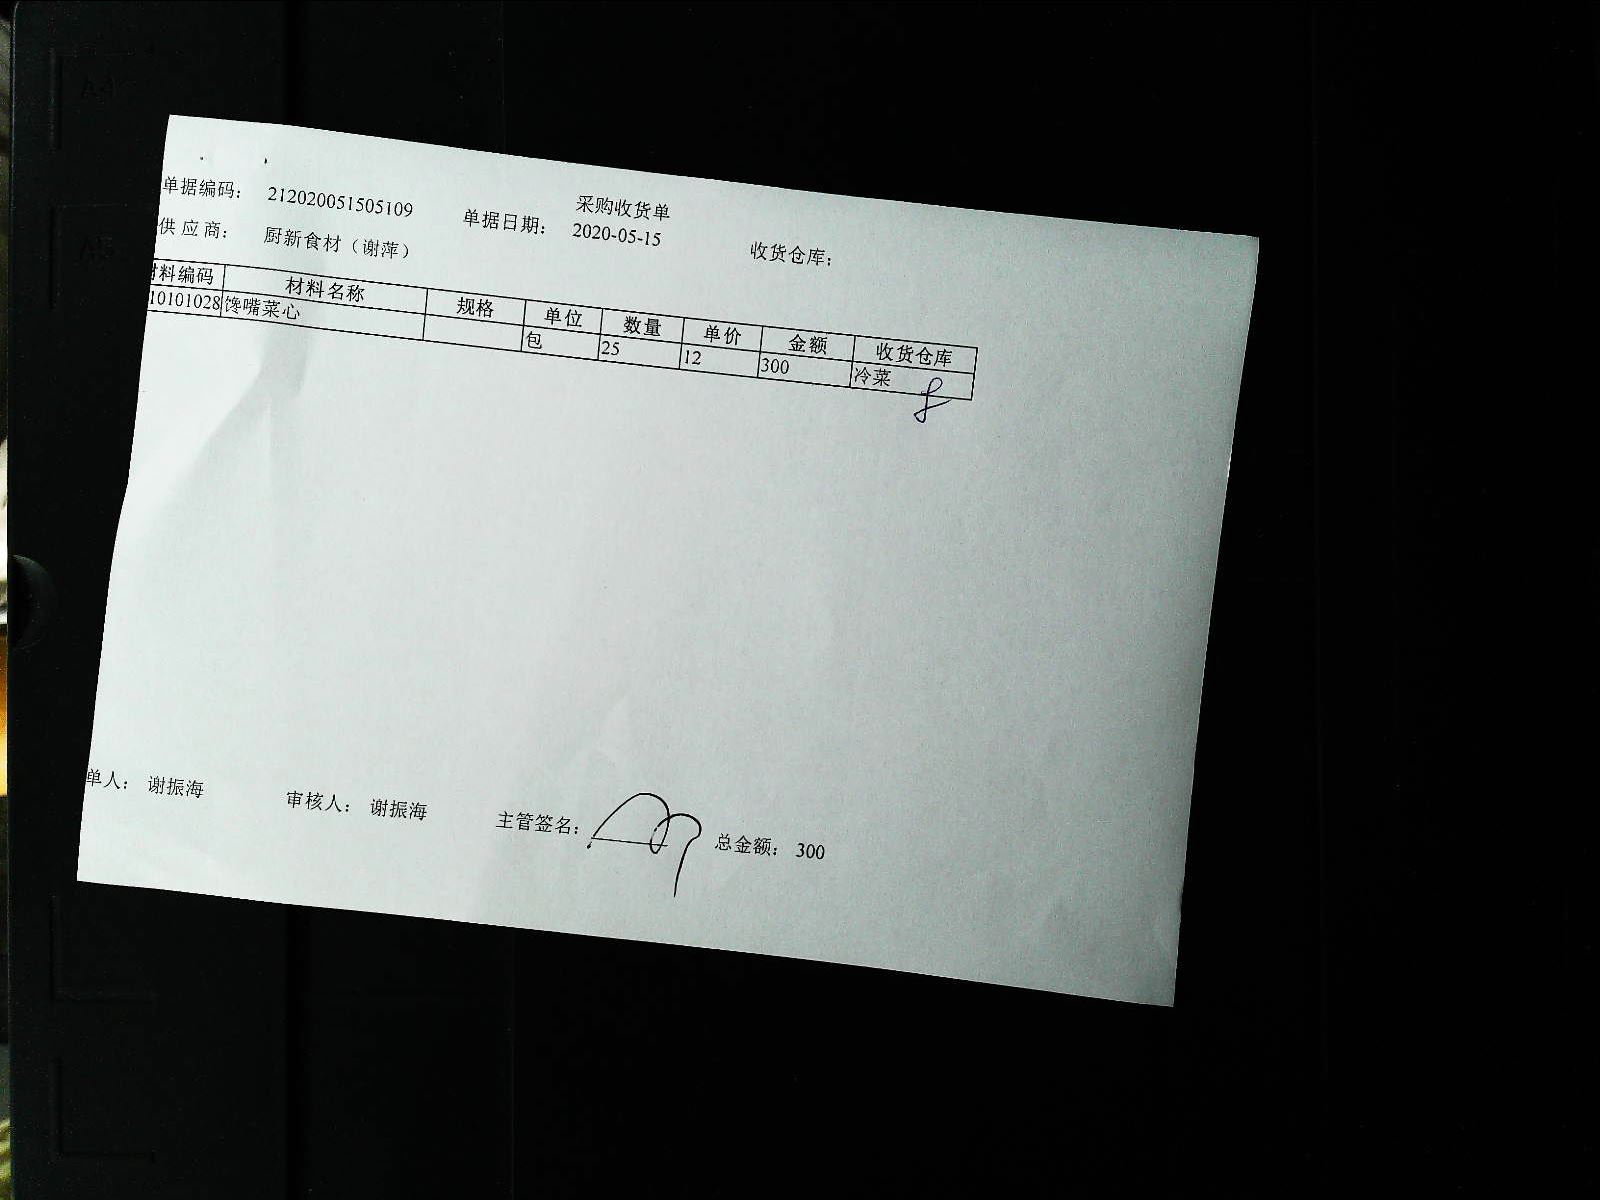 采购收货单
单据编码： 212020051505109 单据日期： 2020-05-15 收货仓库：
供应商： 厨新食材（谢萍）
材料编码 材料名称 规格 单位 数量 单价 金额 收货仓库
10101028 馋嘴菜心 包 25 12 300 冷菜
单人： 谢振海 审核人： 谢振海 主管签名： 总金额： 300